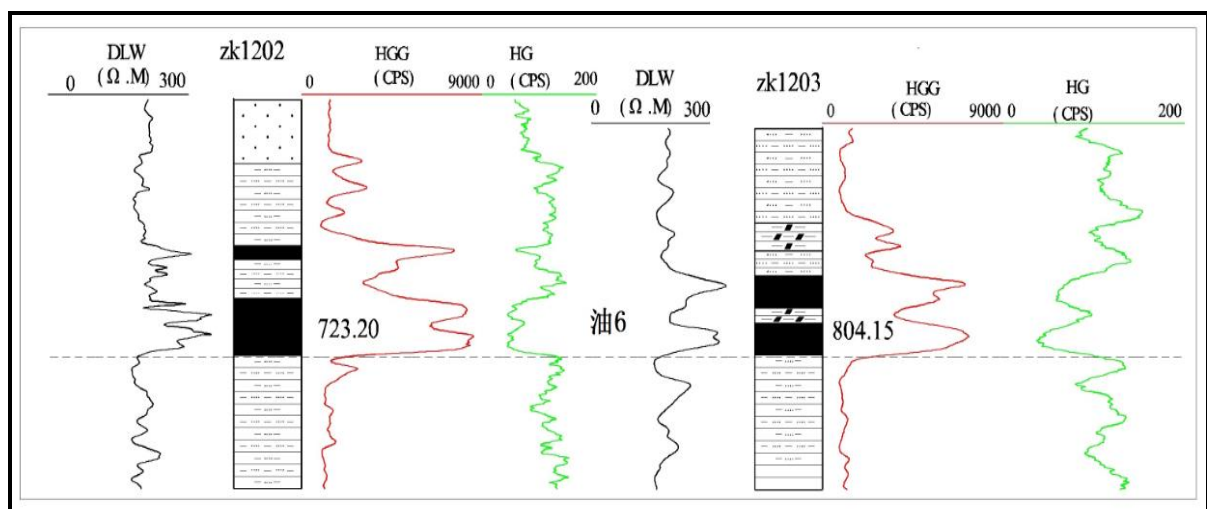 DLW
(Ω.M)
0
300
zk1202
HGG
(CPS)
0
9000
HG
(CPS)
0
200
723.20
油6
DLW
(Ω.M)
0
300
zk1203
HGG
(CPS)
0
9000
HG
(CPS)
0
200
804.15